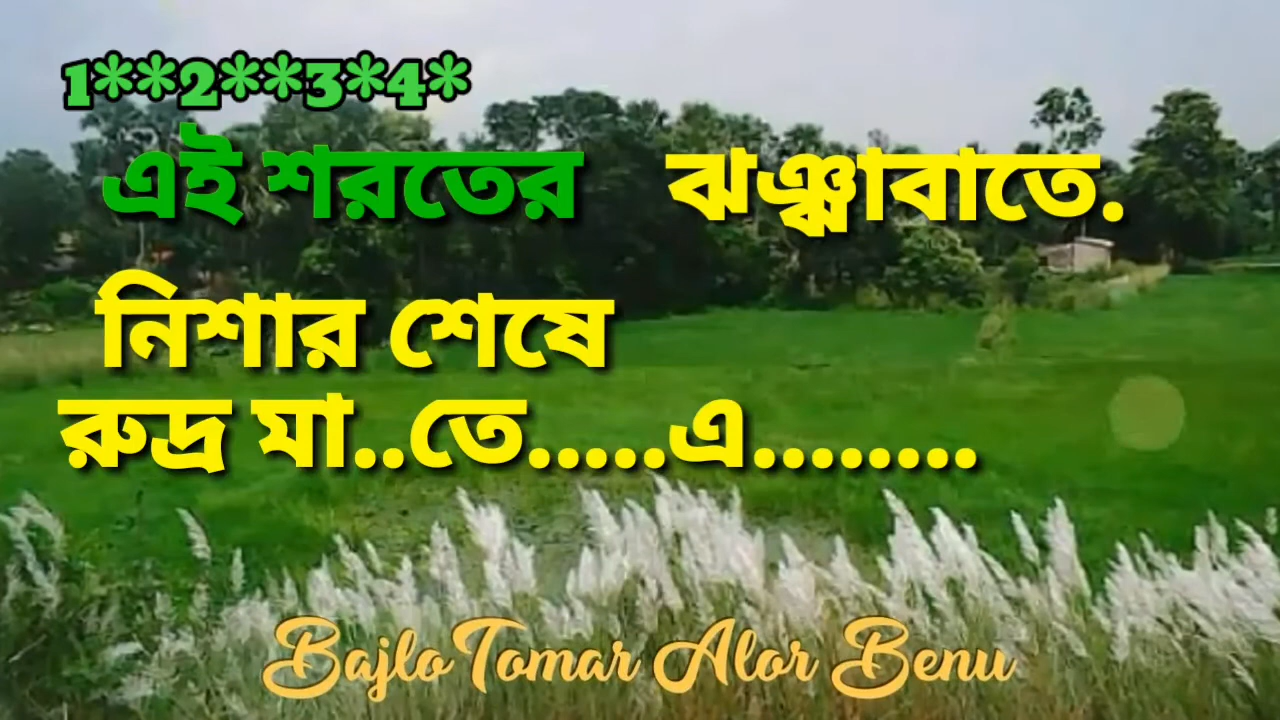 1**2**3*4*
এই শরতের ঝঞ্ঝাবাতে.
নিশার শেষে
রুদ্র মা..তে.....এ........
Bajlo Tomar Alor Benu